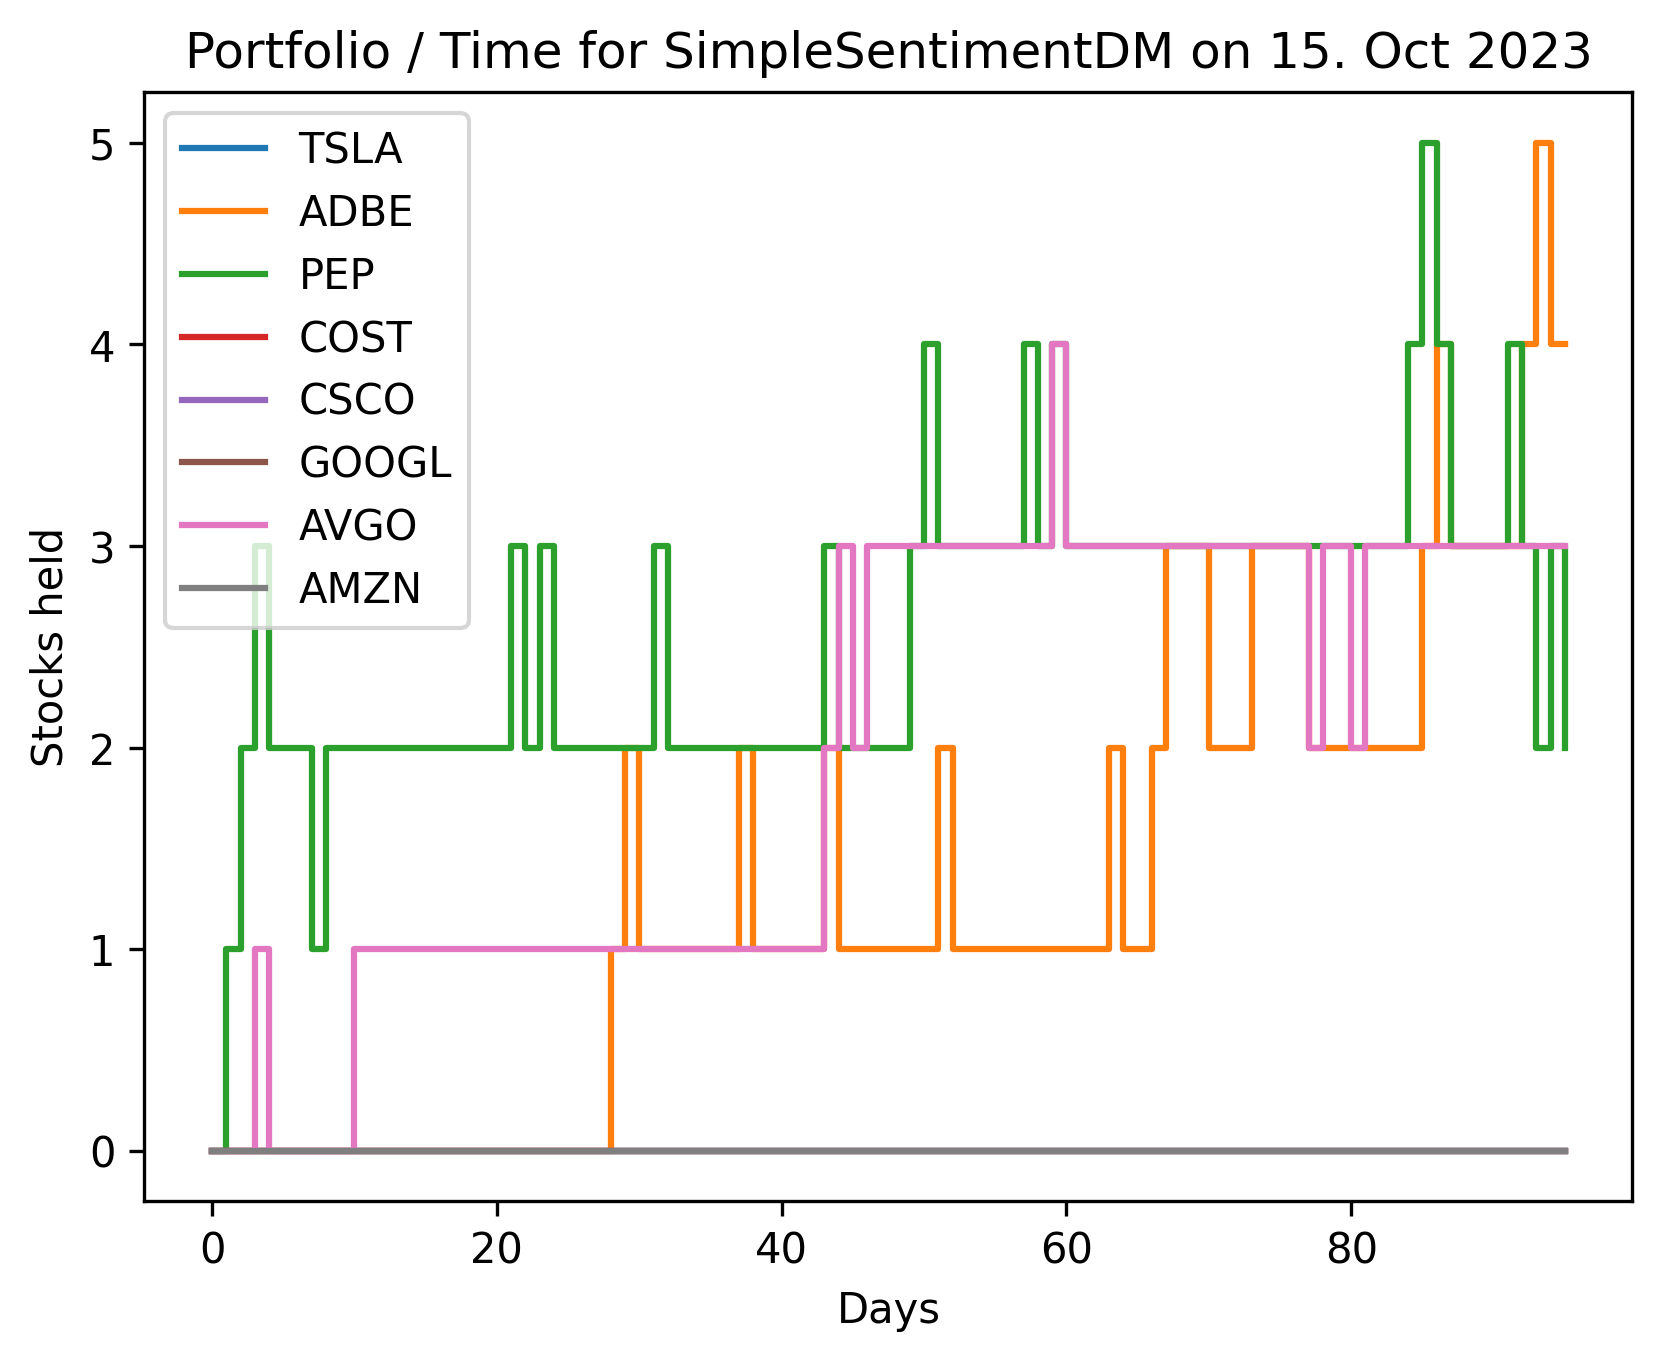 Portfolio / Time for SimpleSentimentDM on 15. Oct 2023
TSLA
ADBE
PEP
COST
CSCO
GOOGL
AVGO
AMZN
5
4
3
2
1
0
Stocks held
0 20 40 60 80
Days